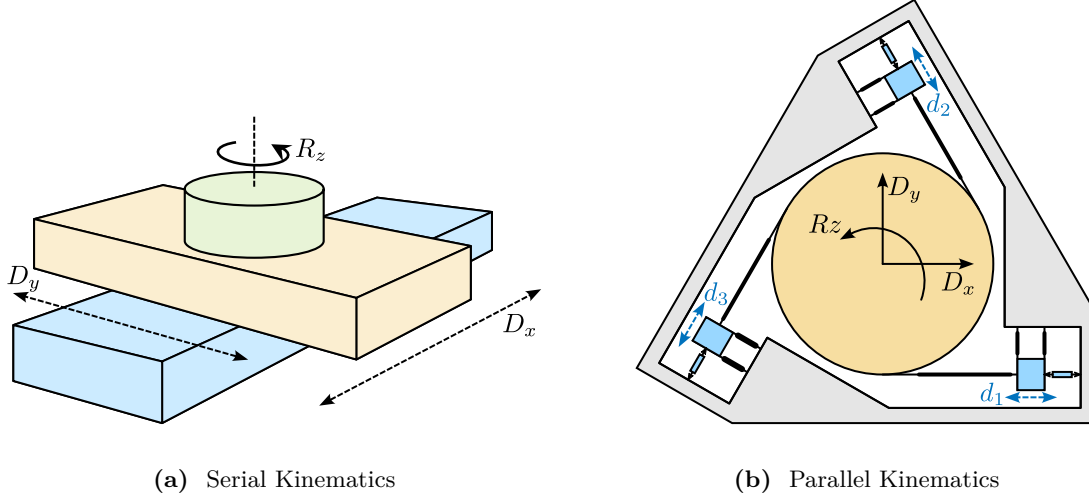 R_z
D_y
D_x
(a) Serial Kinematics
d_2
D_y
Rz
D_x
d_3
d_1
(b) Parallel Kinematics